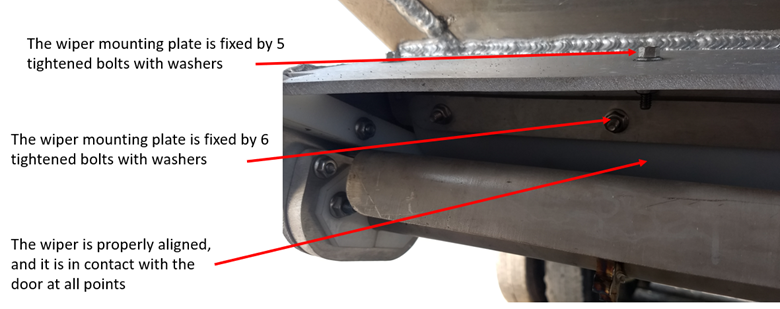 The wiper mounting plate is fixed by 5
tightened bolts with washers
The wiper mounting plate is fixed by 6
tightened bolts with washers
The wiper is properly aligned,
and it is in contact with the
door at all points